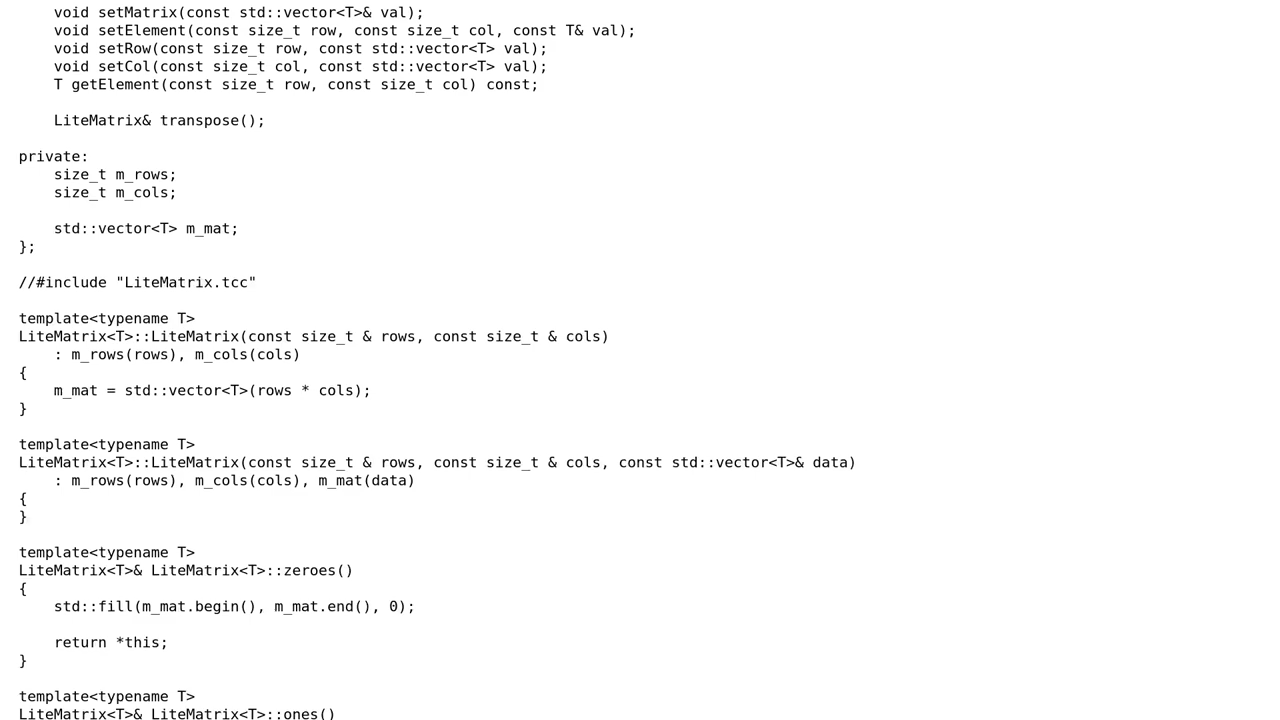 void setMatrix(const std::vector<T>& val);
void setElement(const size_t row, const size_t col, const T& val);
void setRow(const size_t row, const std::vector<T> val);
void setCol(const size_t col, const std::vector<T> val);
T getElement(const size_t row, const size_t col) const;
LiteMatrix& transpose();
private:
size_t m_rows;
size_t m_cols;
std::vector<T> m_mat;
};
//#include "LiteMatrix.tcc"
template<typename T>
LiteMatrix<T>::LiteMatrix(const size_t & rows, const size_t & cols)
: m_rows(rows), m_cols(cols)
{
m_mat = std::vector<T>(rows * cols);
}
template<typename T>
LiteMatrix<T>::LiteMatrix(const size_t & rows, const size_t & cols, const std::vector<T>& data)
: m_rows(rows), m_cols(cols), m_mat(data)
{
}
template<typename T>
LiteMatrix<T>& LiteMatrix<T>::zeroes()
{
std::fill(m_mat.begin(), m_mat.end(), 0);
return *this;
}
template<typename T>
LiteMatrix<T>& LiteMatrix<T>::ones()